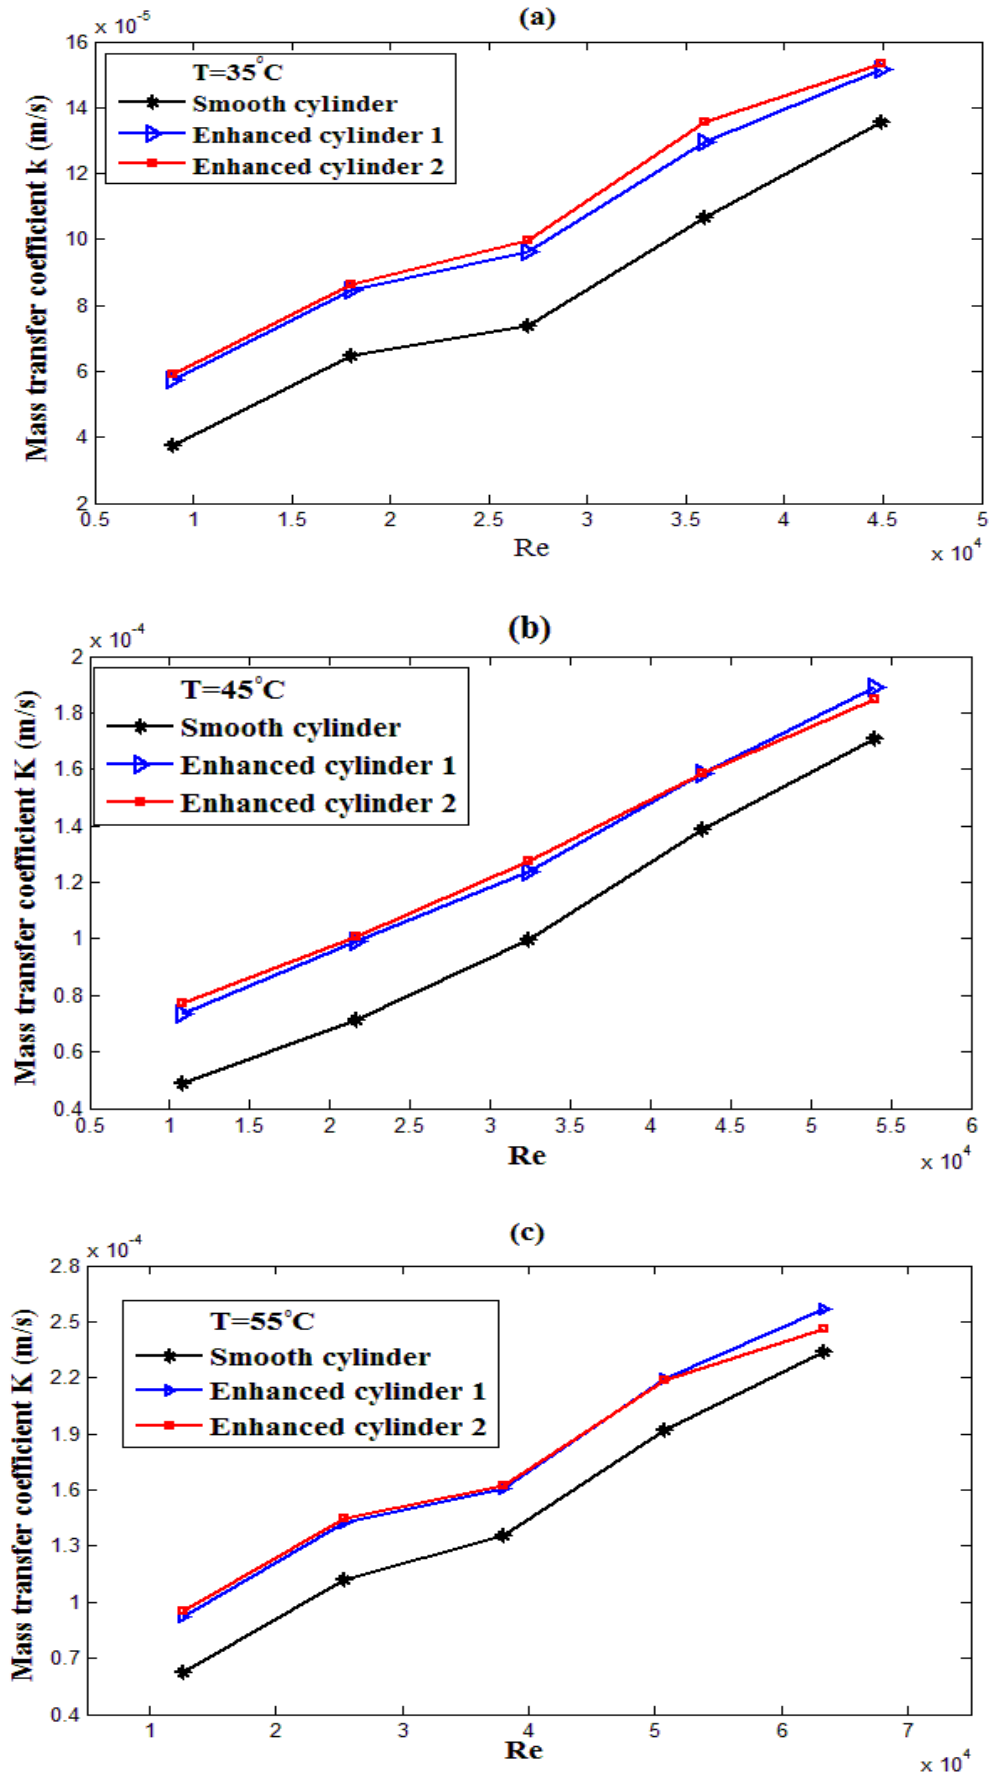 (a)
x 10-5
16
14
12
10
8
6
4
2
Mass transfer coefficient k (m/s)
T=35°C
Smooth cylinder
Enhanced cylinder 1
Enhanced cylinder 2
0.5 1 1.5 2 2.5 3 3.5 4 4.5 5
Re
x 10⁴
(b)
x 10-4
2
1.8
1.6
1.4
1.2
1
0.8
0.6
0.4
Mass transfer coefficient K (m/s)
T=45°C
Smooth cylinder
Enhanced cylinder 1
Enhanced cylinder 2
0.5 1 1.5 2 2.5 3 3.5 4 4.5 5 5.5 6
Re
x 10⁴
(c)
x 10-4
2.8
2.5
2.2
1.9
1.6
1.3
1
0.7
0.4
Mass transfer coefficient K (m/s)
T=55°C
Smooth cylinder
Enhanced cylinder 1
Enhanced cylinder 2
1 2 3 4 5 6 7
Re
x 10⁴